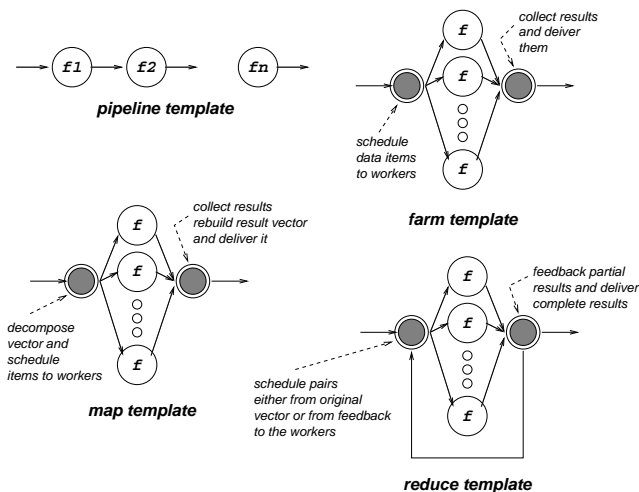 f1
f2
fn
pipeline template
collect results
and deiver
them
f
f
f
schedule
data items
to workers
farm template
collect results
rebuild result vector
and deliver it
f
f
f
decompose
vector and
schedule
items to workers
map template
feedback partial
results and deliver
complete results
f
f
f
schedule pairs
either from original
vector or from feedback
to the workers
reduce template